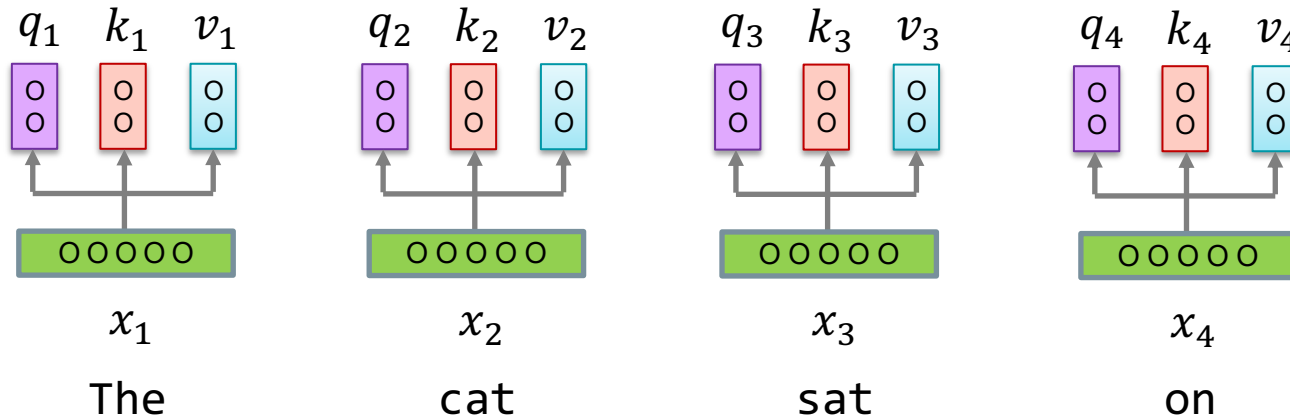 q₁ k₁ v₁ q₂ k₂ v₂ q₃ k₃ v₃ q₄ k₄ v₄
O O O O O O O O O O O O
O O O O O O O O O O O O
O O O O O O O O O O O O O O O O O O O O
x₁ x₂ x₃ x₄
The cat sat on